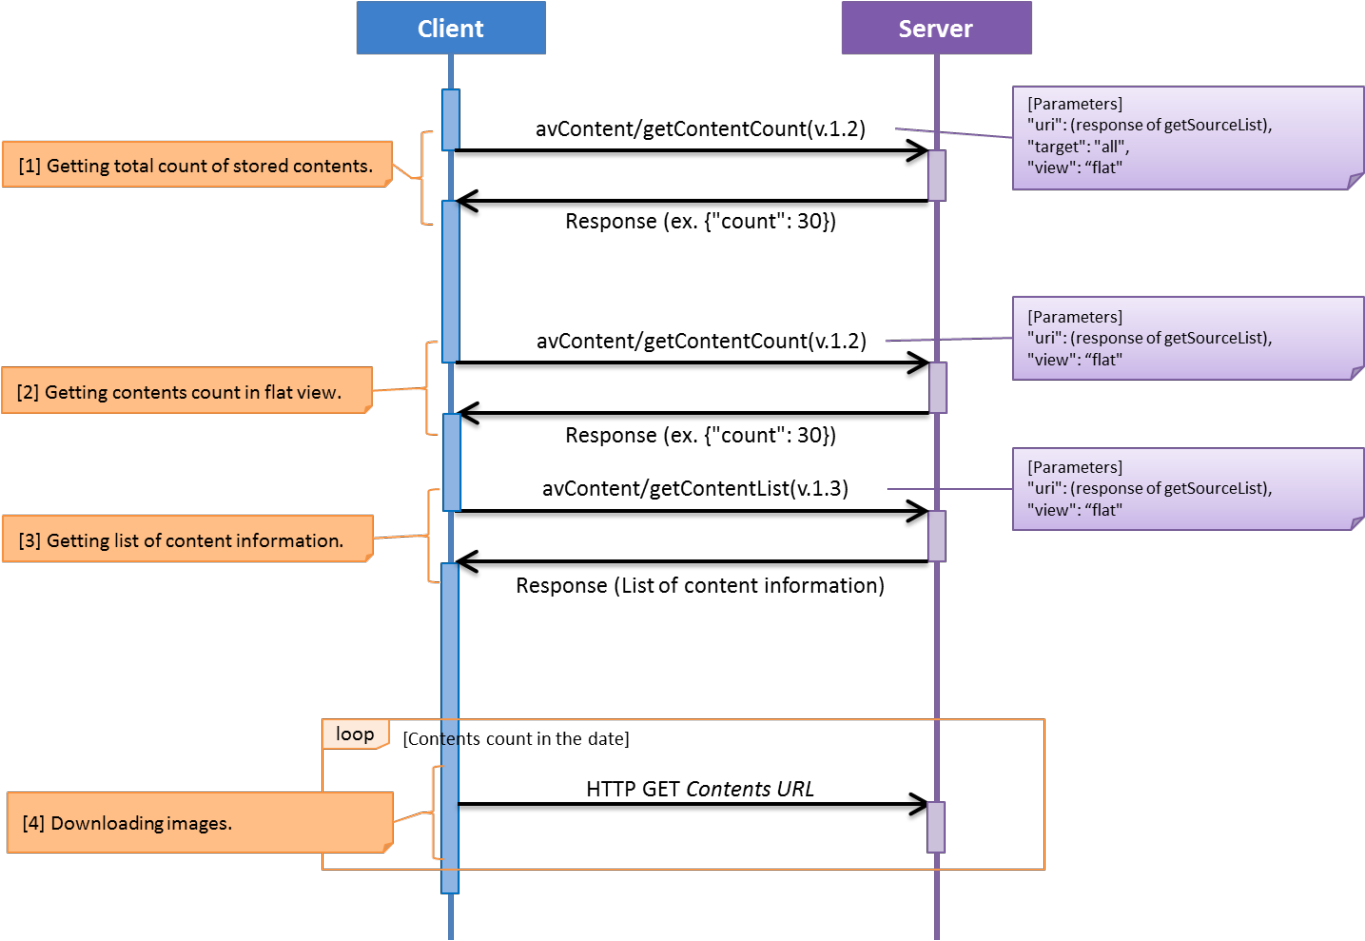 Client
Server
avContent/getContentCount(v.1.2)
[Parameters]
"uri": (response of getSourceList),
"target": "all",
"view": “flat"
[1] Getting total count of stored contents.
Response (ex. {"count": 30})
avContent/getContentCount(v.1.2)
[Parameters]
"uri": (response of getSourceList),
"view": “flat"
[2] Getting contents count in flat view.
Response (ex. {"count": 30})
avContent/getContentList(v.1.3)
[Parameters]
"uri": (response of getSourceList),
"view": “flat"
[3] Getting list of content information.
Response (List of content information)
loop
[Contents count in the date]
HTTP GET Contents URL
[4] Downloading images.